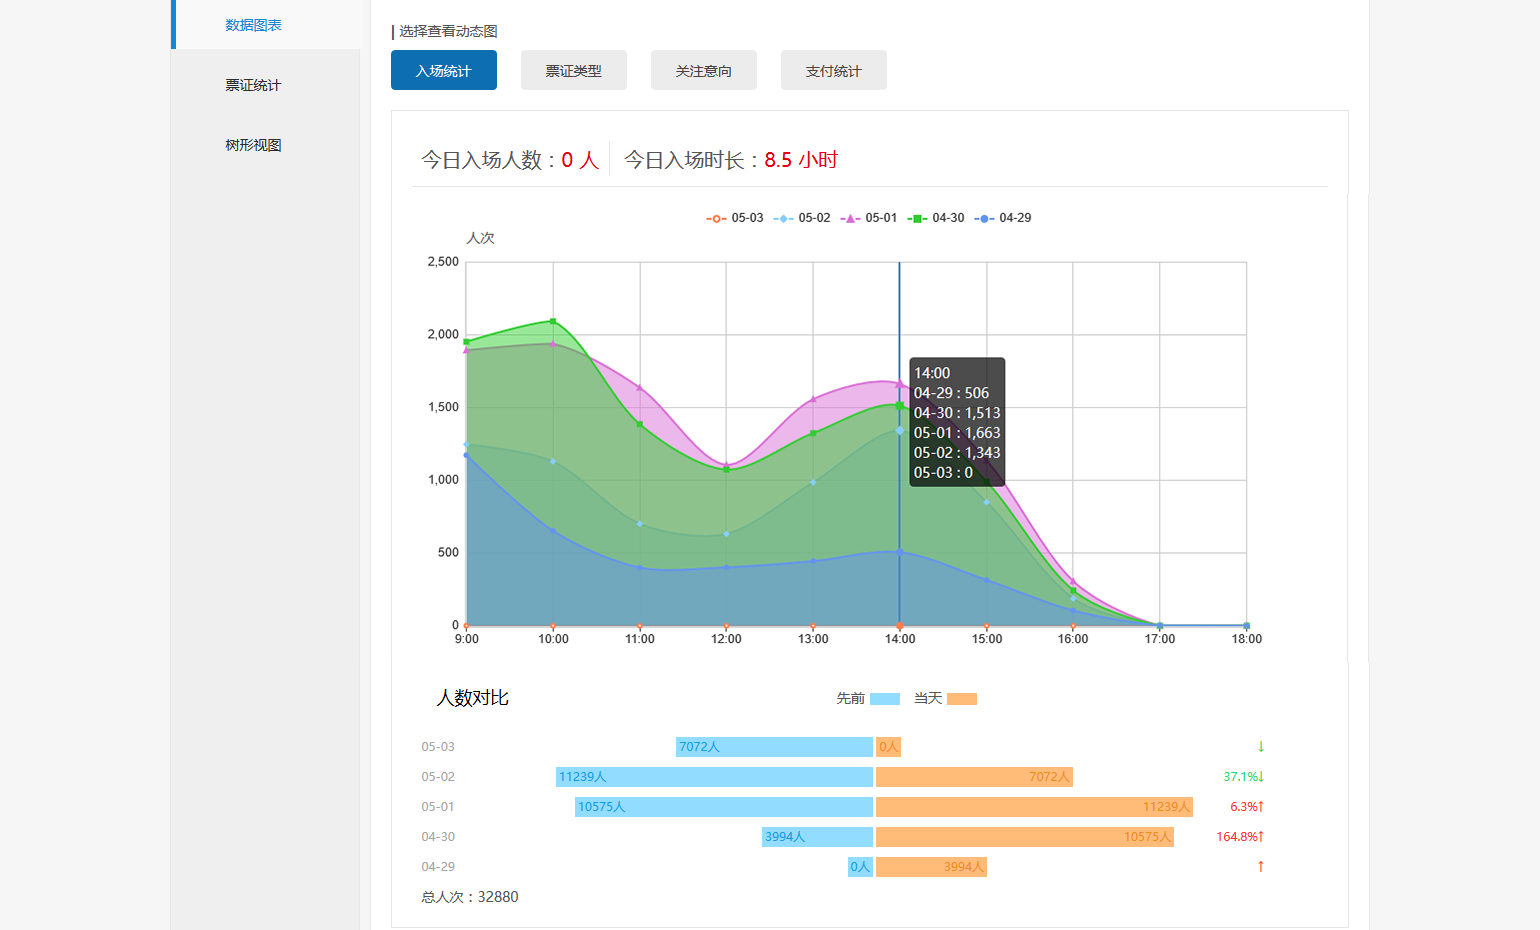 数据图表
票证统计
树形视图
选择查看动态图
入场统计 票证类型 关注意向 支付统计
今日入场人数：0 人 今日入场时长：8.5 小时
05-03 05-02 05-01 04-30 04-29
人次
2,500
2,000
1,500
1,000
500
0
14:00
04-29 : 506
04-30 : 1,513
05-01 : 1,663
05-02 : 1,343
05-03 : 0
9:00 10:00 11:00 12:00 13:00 14:00 15:00 16:00 17:00 18:00
人数对比 先前 当天
05-03 7072人 0人 ↓
05-02 11239人 7072人 37.1%↓
05-01 10575人 11239人 6.3%↑
04-30 3994人 10575人 164.8%↑
04-29 0人 3994人 ↑
总人次：32880